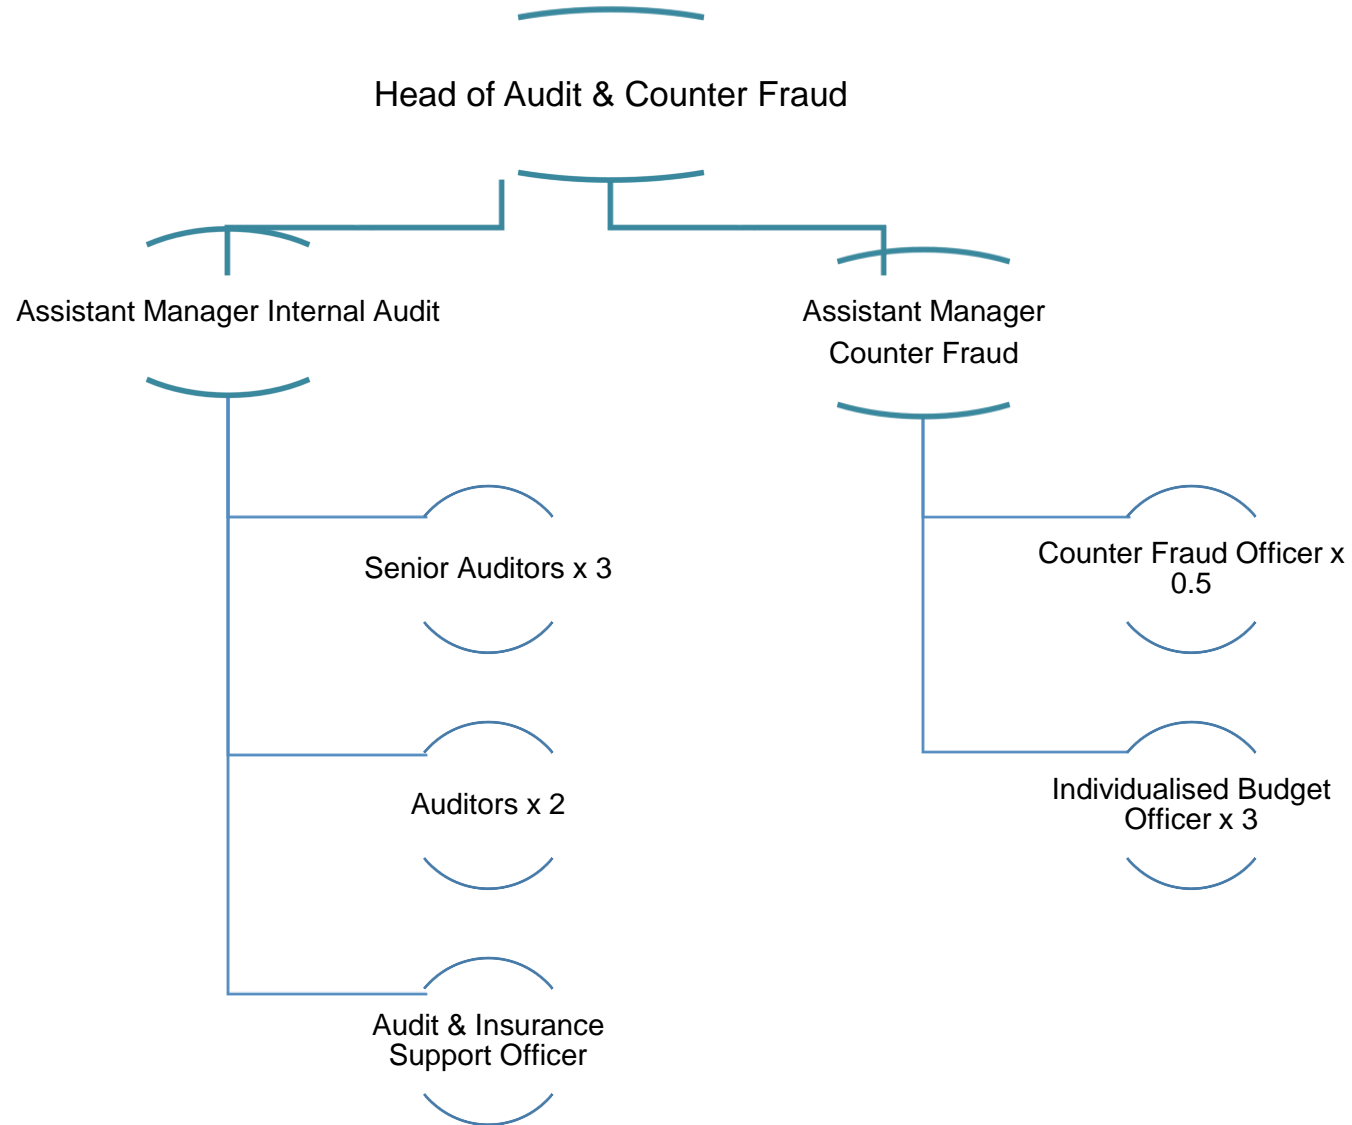 Head of Audit & Counter Fraud
Assistant Manager Internal Audit
Assistant Manager
Counter Fraud
Senior Auditors x 3
Counter Fraud Officer x
0.5
Auditors x 2
Individualised Budget
Officer x 3
Audit & Insurance
Support Officer